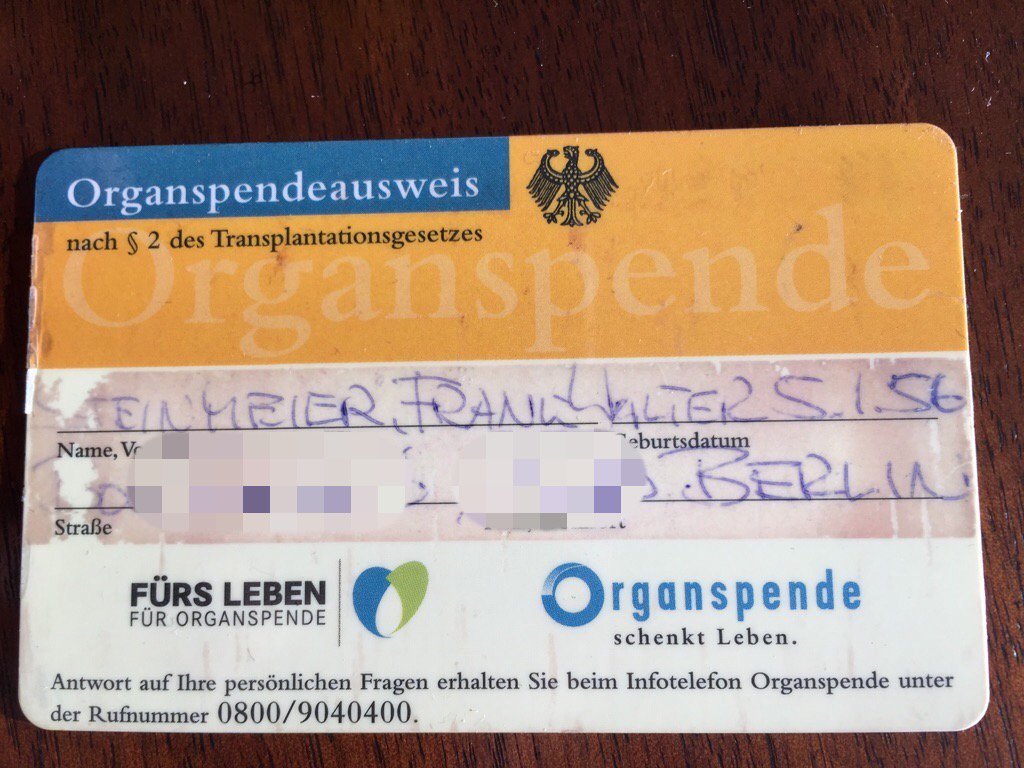 Organspendeausweis
nach § 2 des Transplantationsgesetzes
Organspende
STEINMEIER, FRANK WALTER 5.1.56
Name, Geburtsdatum
BERLIN
Straße
FÜRS LEBEN
FÜR ORGANSPENDE
Organspende
schenkt Leben.
Antwort auf Ihre persönlichen Fragen erhalten Sie beim Infotelefon Organspende unter
der Rufnummer 0800/9040400.